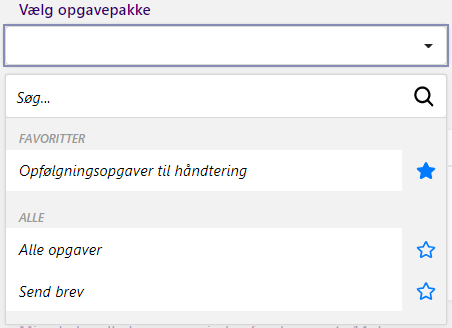 Vælg opgavepakke
Søg...
FAVORITTER
Opfølgningsopgaver til håndtering
ALLE
Alle opgaver
Send brev